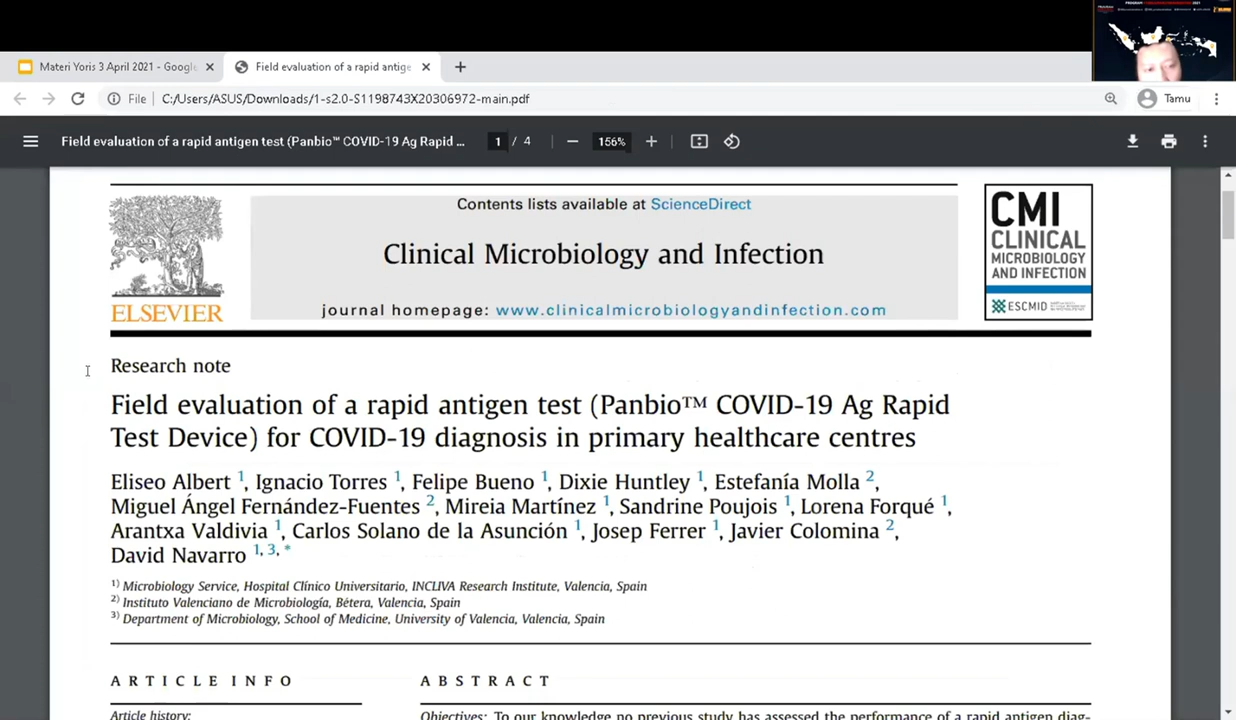 Materi Yoris 3 April 2021 - Google
Field evaluation of a rapid antige
File
C:/Users/ASUS/Downloads/1-s2.0-S1198743X20306972-main.pdf
Tamu
Field evaluation of a rapid antigen test (Panbio™ COVID-19 Ag Rapid ...
1 / 4
156%
Contents lists available at ScienceDirect
Clinical Microbiology and Infection
journal homepage: www.clinicalmicrobiologyandinfection.com
ELSEVIER
CMI
CLINICAL
MICROBIOLOGY
AND INFECTION
ESCMID
Research note
Field evaluation of a rapid antigen test (Panbio™ COVID-19 Ag Rapid
Test Device) for COVID-19 diagnosis in primary healthcare centres
Eliseo Albert 1, Ignacio Torres 1, Felipe Bueno 1, Dixie Huntley 1, Estefanía Molla 2,
Miguel Ángel Fernández-Fuentes 2, Mireia Martínez 1, Sandrine Poujois 1, Lorena Forqué 1,
Arantxa Valdivia 1, Carlos Solano de la Asunción 1, Josep Ferrer 1, Javier Colomina 2,
David Navarro 1, 3, *
1) Microbiology Service, Hospital Clínico Universitario, INCLIVA Research Institute, Valencia, Spain
2) Instituto Valenciano de Microbiología, Bétera, Valencia, Spain
3) Department of Microbiology, School of Medicine, University of Valencia, Valencia, Spain
ARTICLE INFO
ABSTRACT
Article history:
Objectives: To our knowledge no previous study has assessed the performance of a rapid antigen diag-